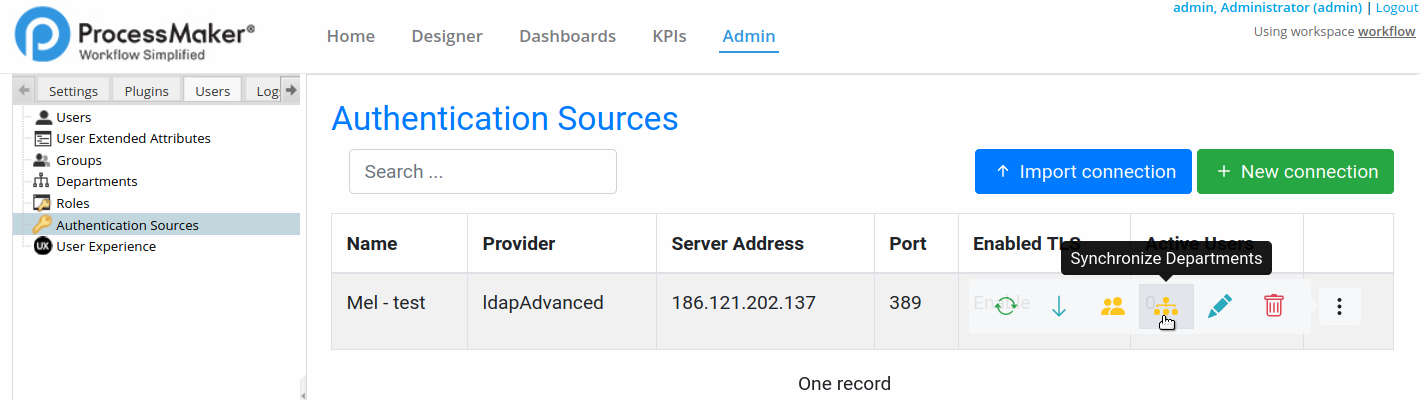 ProcessMaker®
Workflow Simplified
Home Designer Dashboards KPIs Admin
admin, Administrator (admin) | Logout
Using workspace workflow
Settings Plugins Users Log
Users
User Extended Attributes
Groups
Departments
Roles
Authentication Sources
UX User Experience
Authentication Sources
Search ...
Import connection
New connection
Name Provider Server Address Port Enabled TLS Active Users
Synchronize Departments
Mel - test ldapAdvanced 186.121.202.137 389 Enable 0
One record